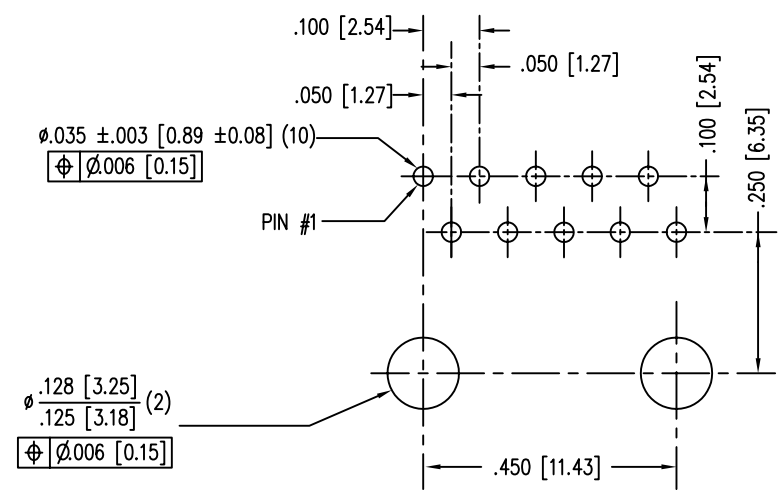 .100 [2.54]
.050 [1.27]
.050 [1.27]
ø.035 ±.003 [0.89 ±0.08] (10)
⌖ Ø.006 [0.15]
PIN #1
.100 [2.54]
.250 [6.35]
ø .128 [3.25]
.125 [3.18] (2)
⌖ Ø.006 [0.15]
.450 [11.43]